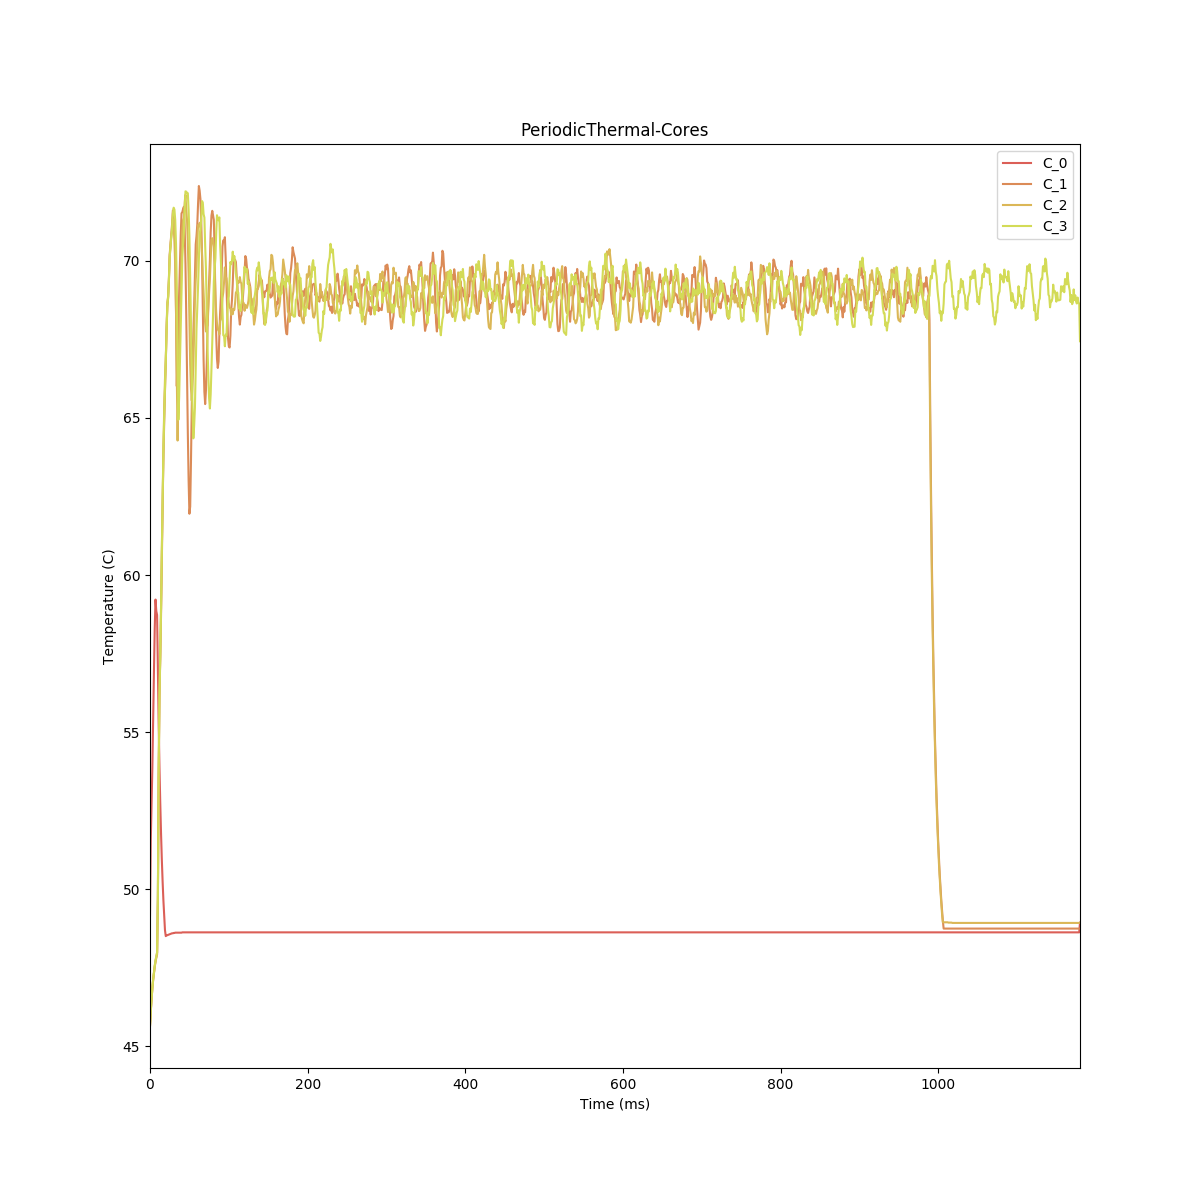 PeriodicThermal-Cores
C_0
C_1
C_2
C_3
Temperature (C)
70
65
60
55
50
45
0 200 400 600 800 1000
Time (ms)